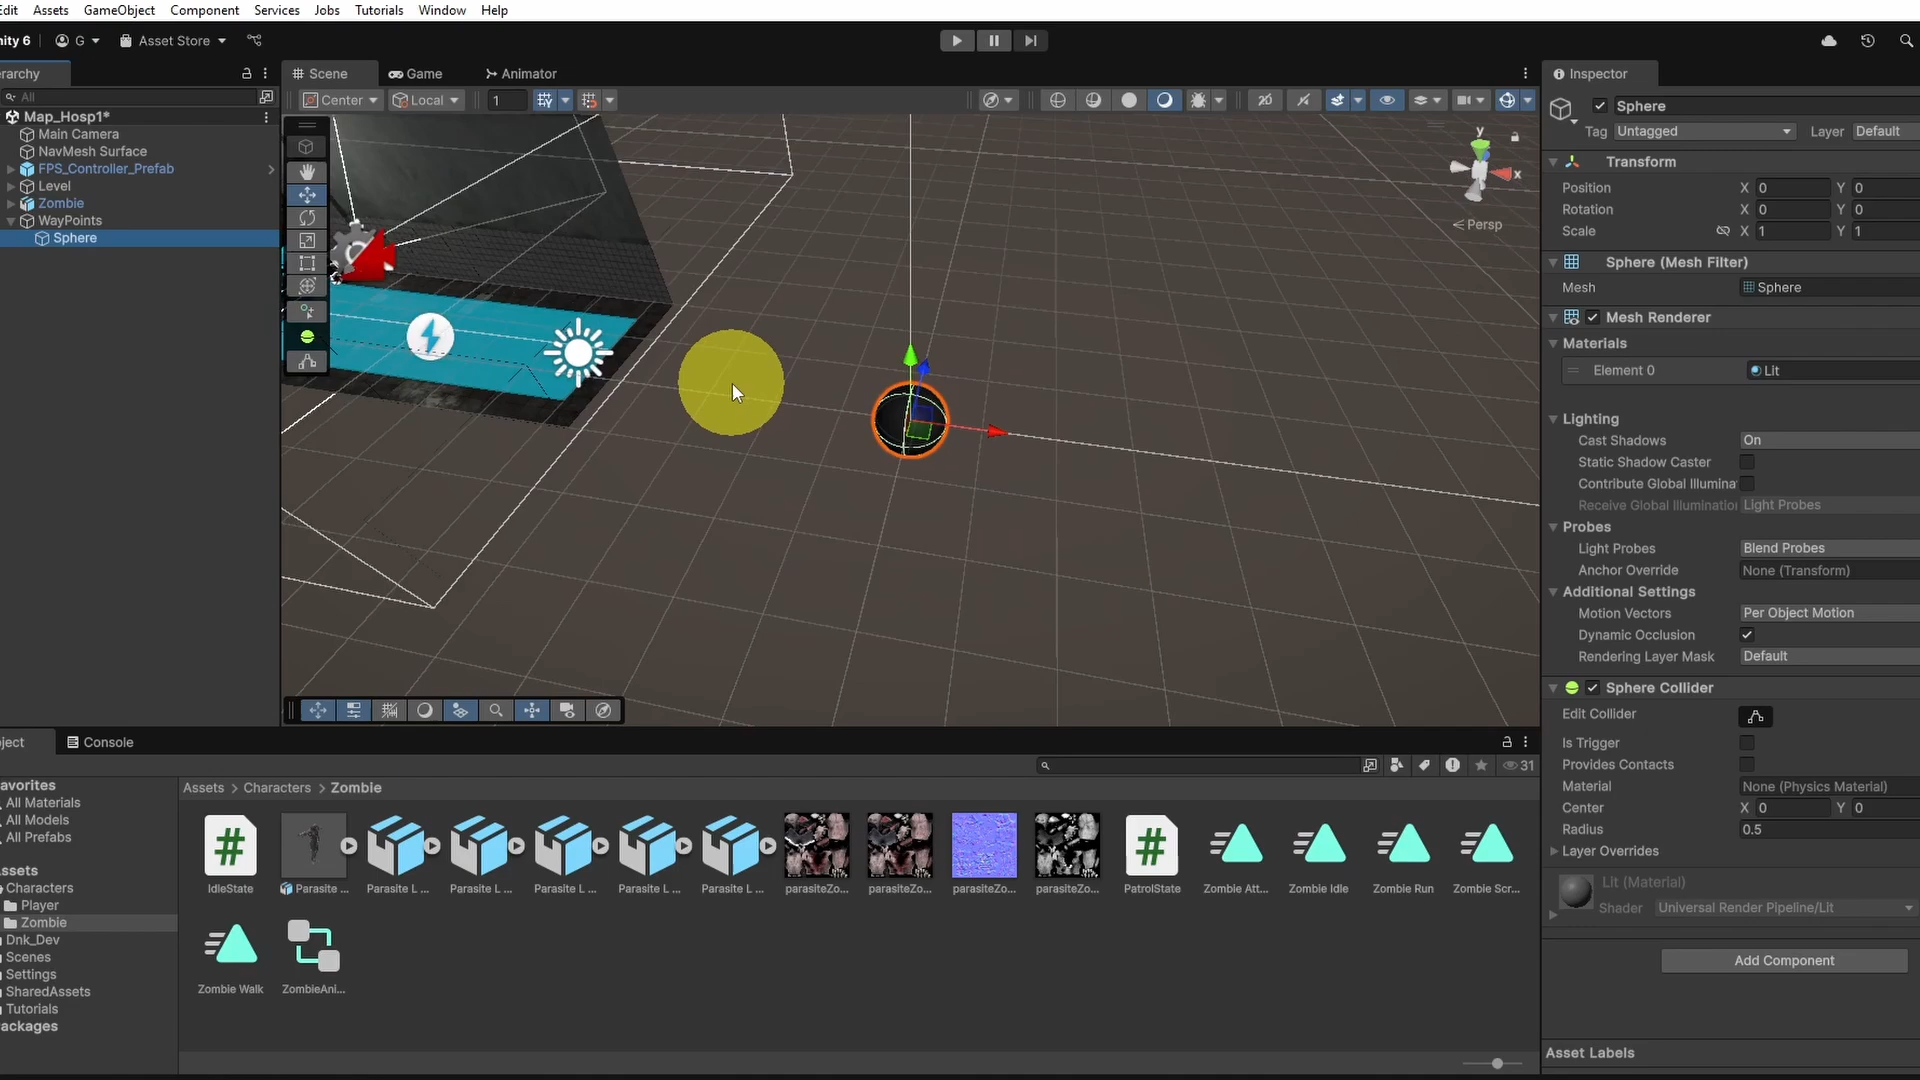 Edit Assets GameObject Component Services Jobs Tutorials Window Help
nity 6 G Asset Store
erarchy
All
Map_Hosp1*
Main Camera
NavMesh Surface
FPS_Controller_Prefab
Level
Zombie
WayPoints
Sphere
Scene Game Animator
Center Local 1
y
x
Persp
Inspector
Sphere
Tag Untagged Layer Default
Transform
Position X 0 Y 0
Rotation X 0 Y 0
Scale X 1 Y 1
Sphere (Mesh Filter)
Mesh Sphere
Mesh Renderer
Materials
Element 0 Lit
Lighting
Cast Shadows On
Static Shadow Caster
Contribute Global Illumina
Receive Global Illumination Light Probes
Probes
Light Probes Blend Probes
Anchor Override None (Transform)
Additional Settings
Motion Vectors Per Object Motion
Dynamic Occlusion
Rendering Layer Mask Default
Sphere Collider
Edit Collider
Is Trigger
Provides Contacts
Material None (Physics Material)
Center X 0 Y 0
Radius 0.5
Layer Overrides
Lit (Material)
Shader Universal Render Pipeline/Lit
Add Component
Asset Labels
oject Console
31
avorites
All Materials
All Models
All Prefabs
ssets
Characters
Player
Zombie
Dnk_Dev
Scenes
Settings
SharedAssets
Tutorials
ackages
Assets > Characters > Zombie
IdleState Parasite ... Parasite L ... Parasite L ... Parasite L ... Parasite L ... Parasite L ... parasiteZo... parasiteZo... parasiteZo... parasiteZo... PatrolState Zombie Att... Zombie Idle Zombie Run Zombie Scr...
Zombie Walk ZombieAni...